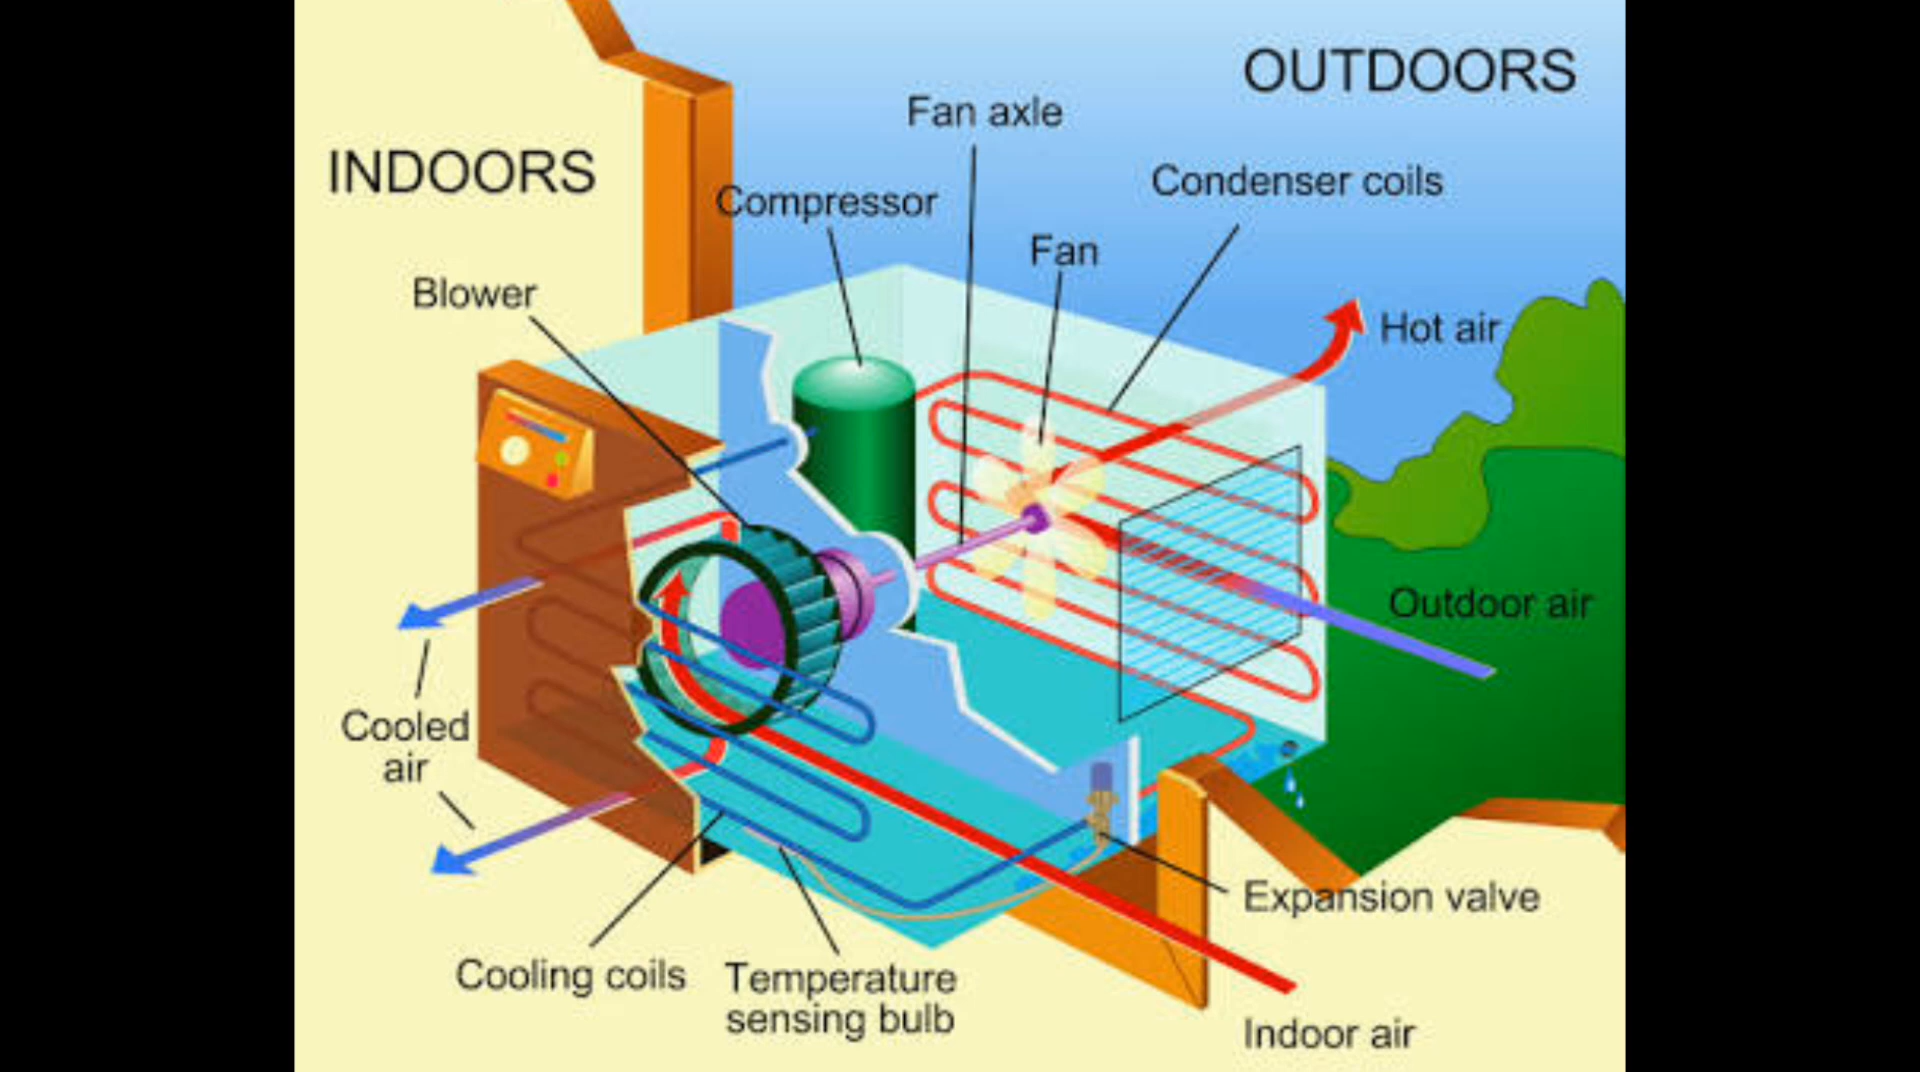 OUTDOORS
Fan axle
INDOORS
Condenser coils
Compressor
Fan
Blower
Hot air
Outdoor air
Cooled
air
Expansion valve
Cooling coils
Temperature
sensing bulb
Indoor air